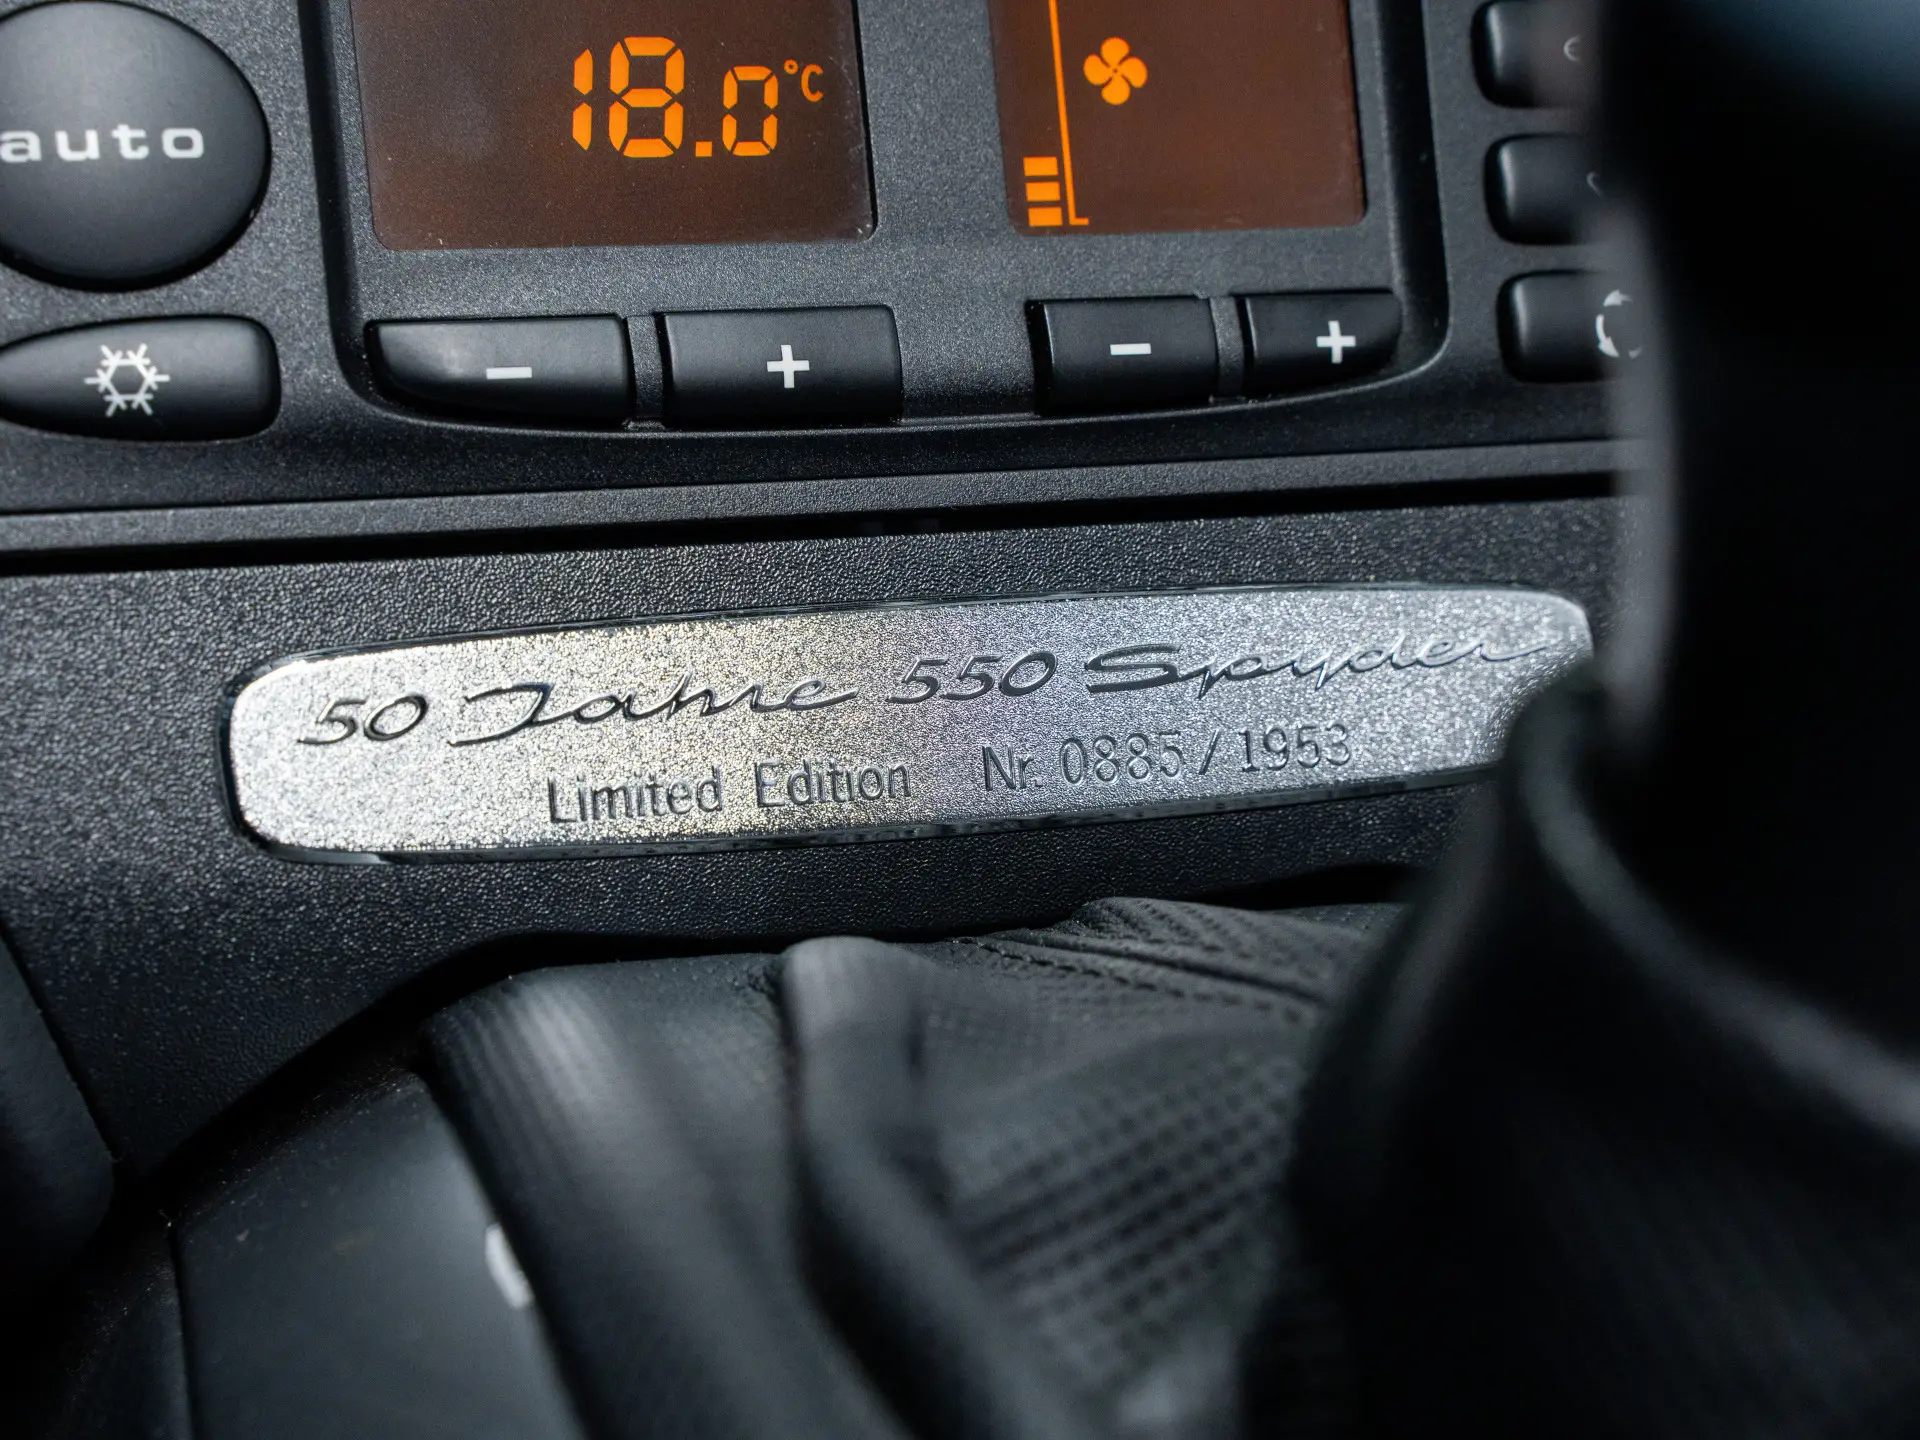 auto
18.0°C
- + - +
50 Jahre 550 Spyder
Limited Edition Nr. 0885/1953